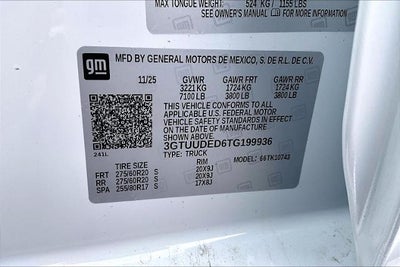 MAX TONGUE WEIGHT 524 KG / 1155 LBS
SEE OWNER'S MANUAL FOR MORE INFORMATION
gm
MFD BY GENERAL MOTORS DE MEXICO, S. DE R.L. DE C.V.
11/25 GVWR GAWR FRT GAWR RR
3221 KG 1724 KG 1724 KG
7100 LB 3800 LB 3800 LB
THIS VEHICLE CONFORMS TO ALL
APPLICABLE U.S. FEDERAL MOTOR
VEHICLE SAFETY STANDARDS IN
EFFECT ON THE DATE OF
MANUFACTURE SHOWN ABOVE.
3GTUUDED6TG199936
TYPE: TRUCK MODEL: 66TK10743
241L
TIRE SIZE RIM
FRT 275/60R20 S 20X9J
RR 275/60R20 S 20X9J
SPA 255/80R17 S 17X8J